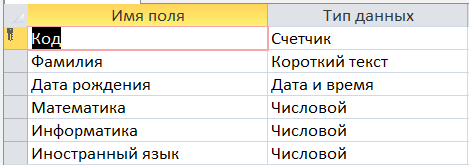 Имя поля Тип данных
Код Счетчик
Фамилия Короткий текст
Дата рождения Дата и время
Математика Числовой
Информатика Числовой
Иностранный язык Числовой